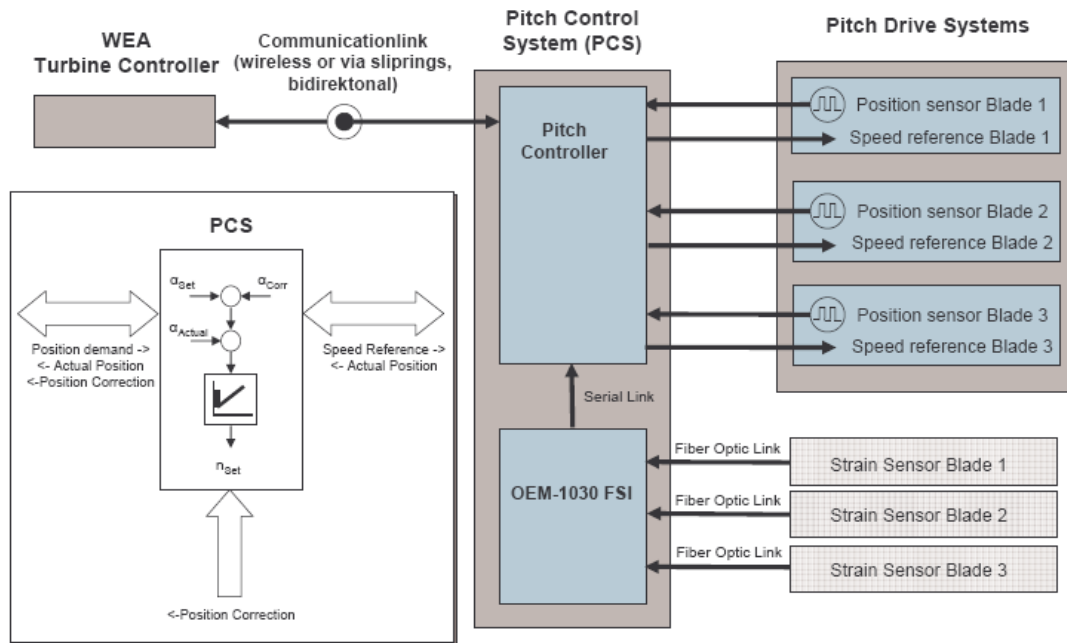 WEA
Turbine Controller
Communicationlink
(wireless or via sliprings,
bidirektonal)
Pitch Control
System (PCS)
Pitch Drive Systems
Pitch
Controller
Position sensor Blade 1
Speed reference Blade 1
Position sensor Blade 2
Speed reference Blade 2
Position sensor Blade 3
Speed reference Blade 3
Serial Link
OEM-1030 FSI
Fiber Optic Link
Strain Sensor Blade 1
Fiber Optic Link
Strain Sensor Blade 2
Fiber Optic Link
Strain Sensor Blade 3
PCS
αSet
αCorr
αActual
nSet
Position demand ->
<- Actual Position
<-Position Correction
Speed Reference ->
<- Actual Position
<-Position Correction